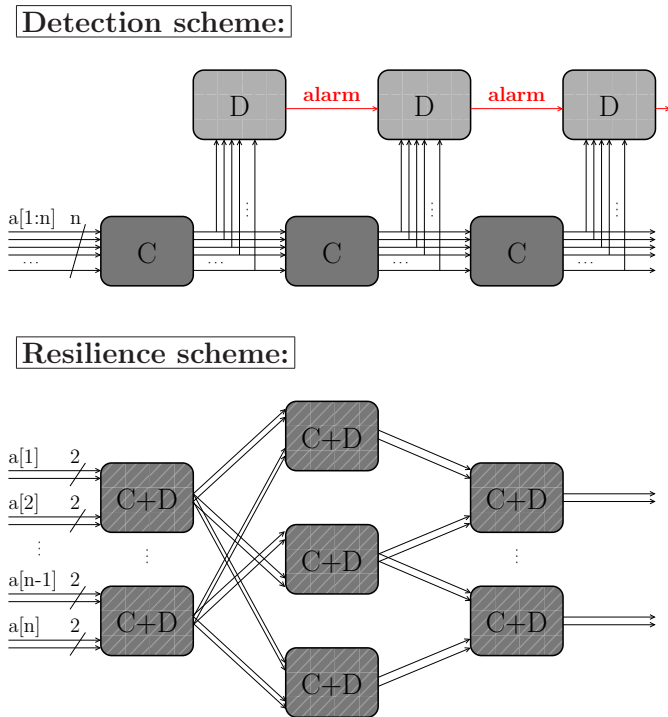 Detection scheme:
D alarm D alarm D
a[1:n] n
C C C
Resilience scheme:
C+D
a[1] 2
C+D C+D
a[2] 2
C+D
a[n-1] 2
C+D C+D
a[n] 2
C+D